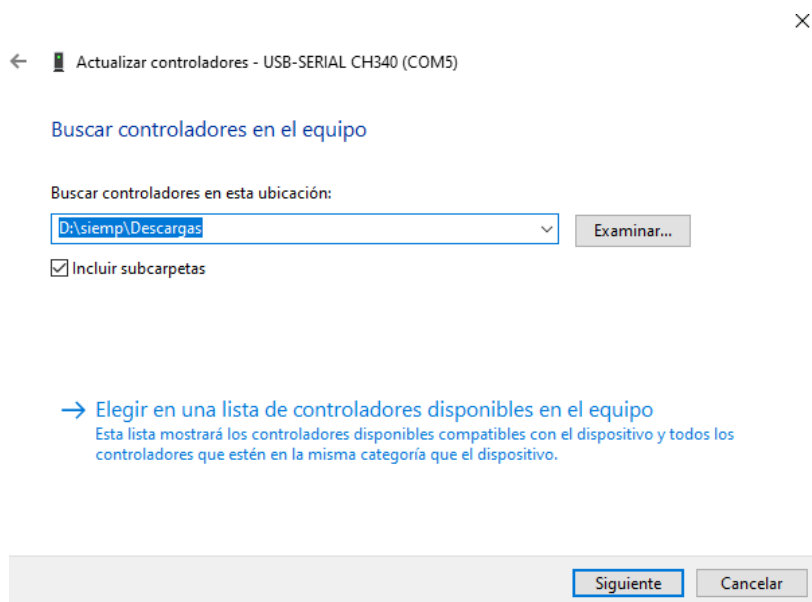 Actualizar controladores - USB-SERIAL CH340 (COM5)
Buscar controladores en el equipo
Buscar controladores en esta ubicación:
D:\siemp\Descargas
Examinar...
Incluir subcarpetas
Elegir en una lista de controladores disponibles en el equipo
Esta lista mostrará los controladores disponibles compatibles con el dispositivo y todos los
controladores que estén en la misma categoría que el dispositivo.
Siguiente
Cancelar